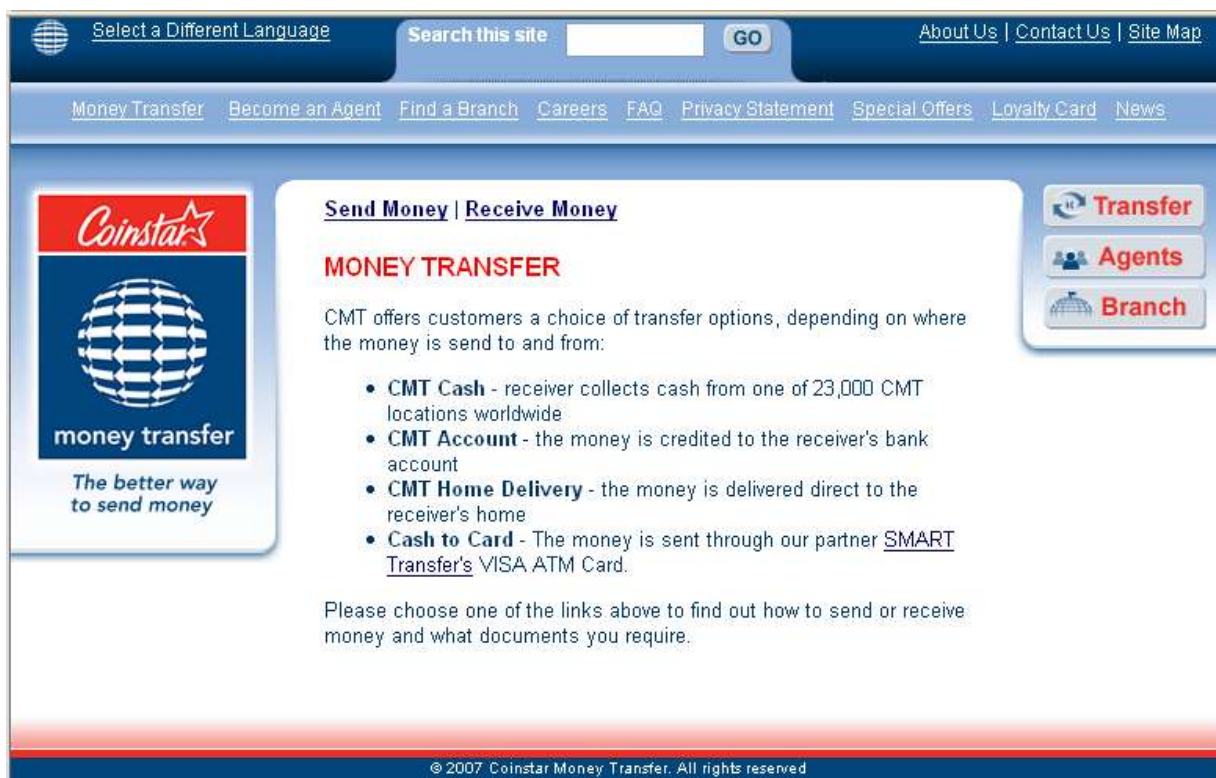 Select a Different Language
Search this site
GO
About Us | Contact Us | Site Map
Money Transfer Become an Agent Find a Branch Careers FAQ Privacy Statement Special Offers Loyalty Card News
Coinstar
money transfer
The better way
to send money
Send Money | Receive Money
MONEY TRANSFER
CMT offers customers a choice of transfer options, depending on where
the money is send to and from:
• CMT Cash - receiver collects cash from one of 23,000 CMT
locations worldwide
• CMT Account - the money is credited to the receiver's bank
account
• CMT Home Delivery - the money is delivered direct to the
receiver's home
• Cash to Card - The money is sent through our partner SMART
Transfer's VISA ATM Card.
Please choose one of the links above to find out how to send or receive
money and what documents you require.
Transfer
Agents
Branch
© 2007 Coinstar Money Transfer. All rights reserved